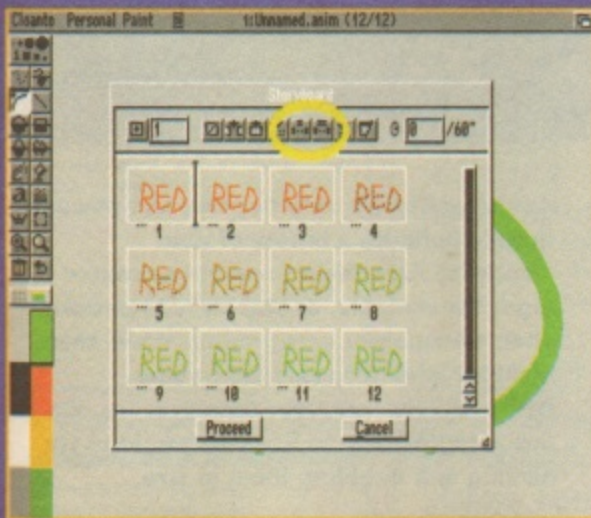 Cloanto Personal Paint 1:Unnamed.anim (12/12)
Storyboard
1 0 /60"
RED RED RED RED
1 2 3 4
RED RED RED RED
5 6 7 8
RED RED RED RED
9 10 11 12
Proceed Cancel